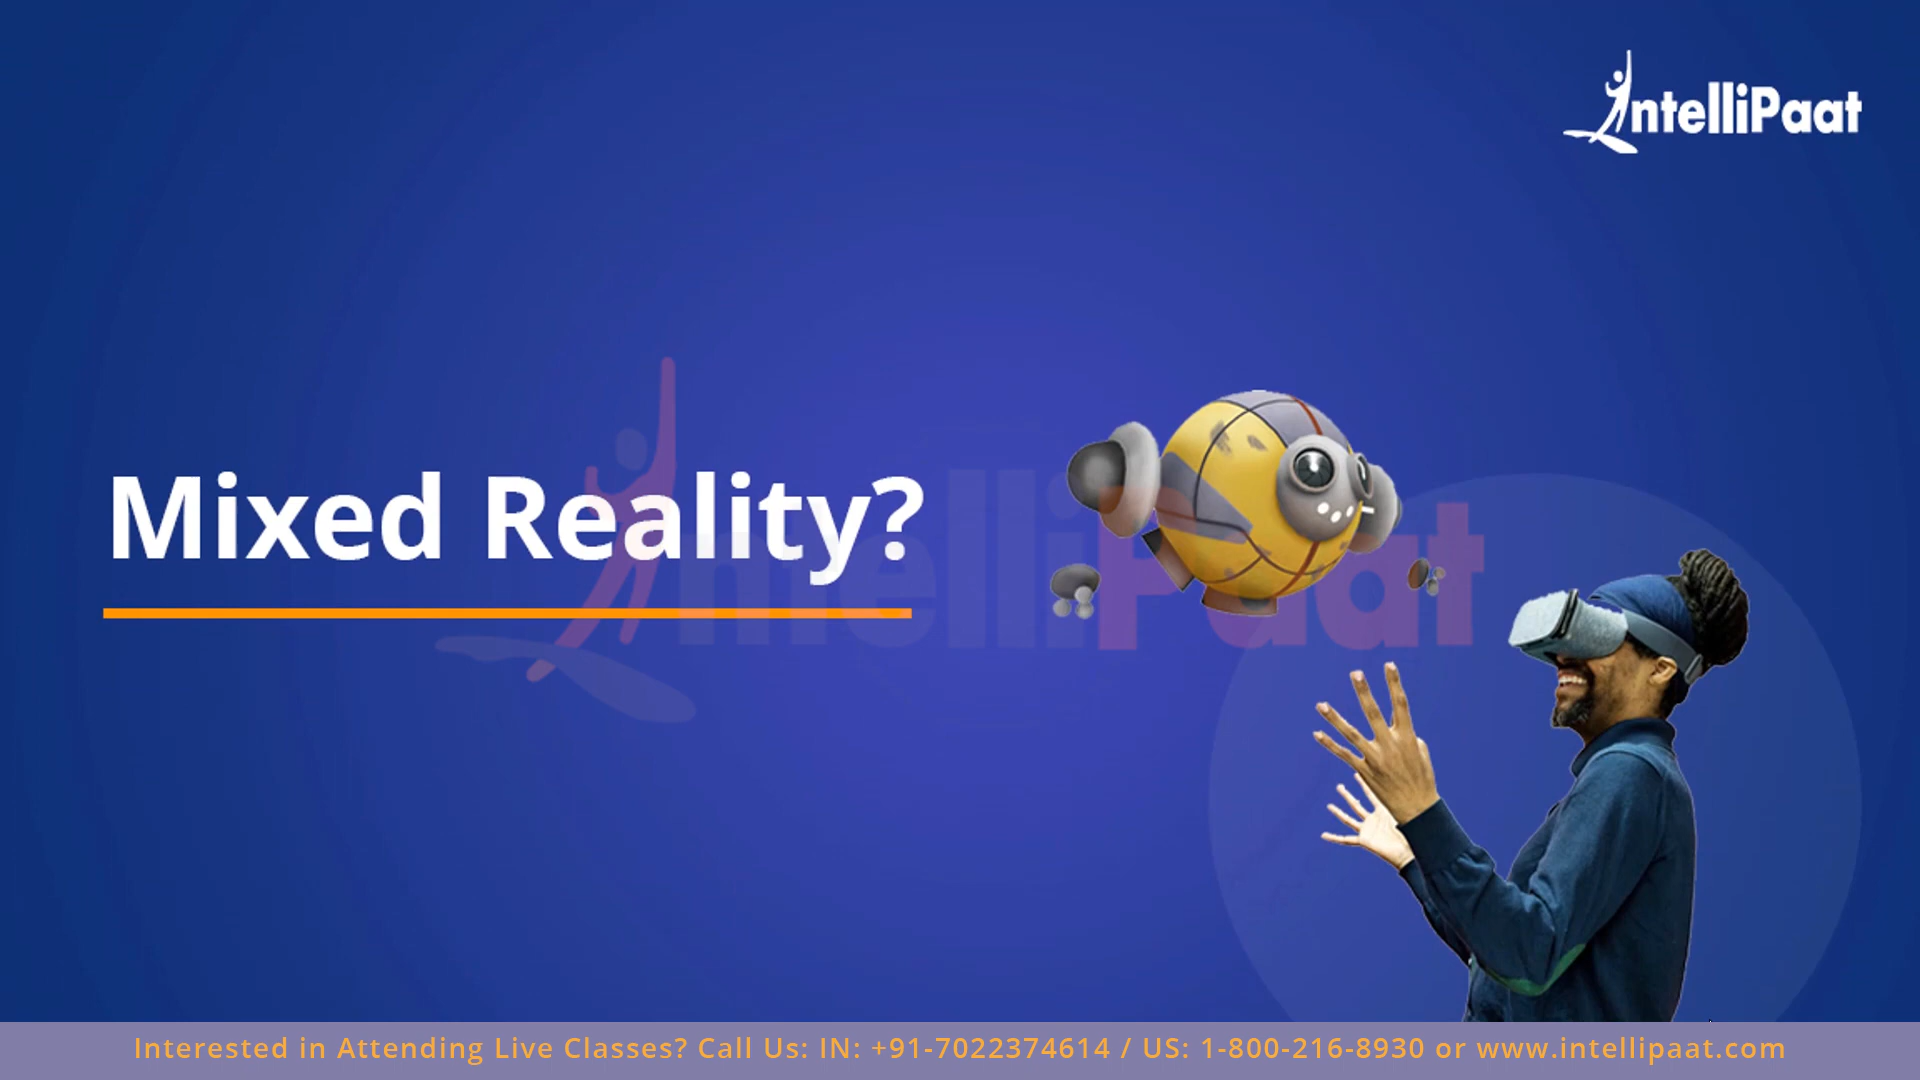 IntelliPaat
Mixed Reality?
IntelliPaat
Interested in Attending Live Classes? Call Us: IN: +91-7022374614 / US: 1-800-216-8930 or www.intellipaat.com